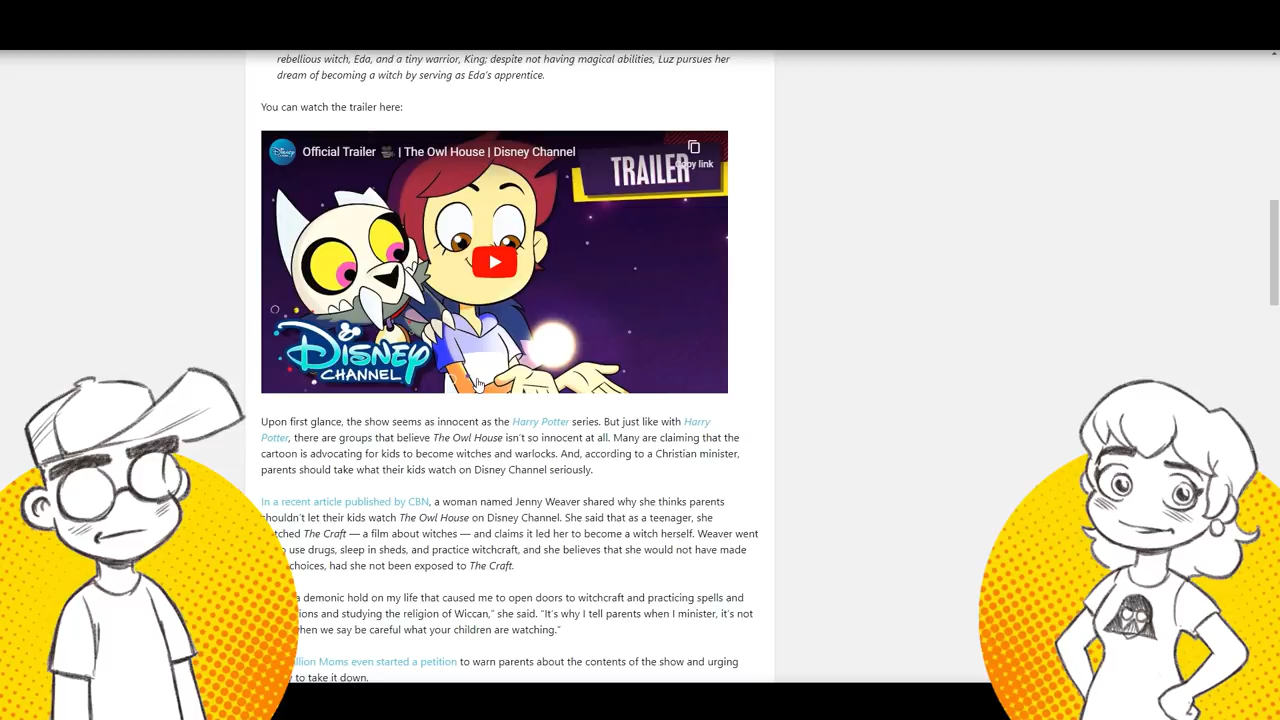 rebellious witch, Eda, and a tiny warrior, King; despite not having magical abilities, Luz pursues her
dream of becoming a witch by serving as Eda's apprentice.
You can watch the trailer here:
Official Trailer 🎥 | The Owl House | Disney Channel
Copy link
TRAILER
DISNEY
CHANNEL
Upon first glance, the show seems as innocent as the Harry Potter series. But just like with Harry
Potter, there are groups that believe The Owl House isn't so innocent at all. Many are claiming that the
cartoon is advocating for kids to become witches and warlocks. And, according to a Christian minister,
parents should take what their kids watch on Disney Channel seriously.
In a recent article published by CBN, a woman named Jenny Weaver shared why she thinks parents
shouldn't let their kids watch The Owl House on Disney Channel. She said that as a teenager, she
The Craft — a film about witches — and claims it led her to become a witch herself. Weaver went
use drugs, sleep in sheds, and practice witchcraft, and she believes that she would not have made
choices, had she not been exposed to The Craft.
a demonic hold on my life that caused me to open doors to witchcraft and practicing spells and
and studying the religion of Wiccan," she said. "It's why I tell parents when I minister, it's not
when we say be careful what your children are watching."
Moms even started a petition to warn parents about the contents of the show and urging
to take it down.